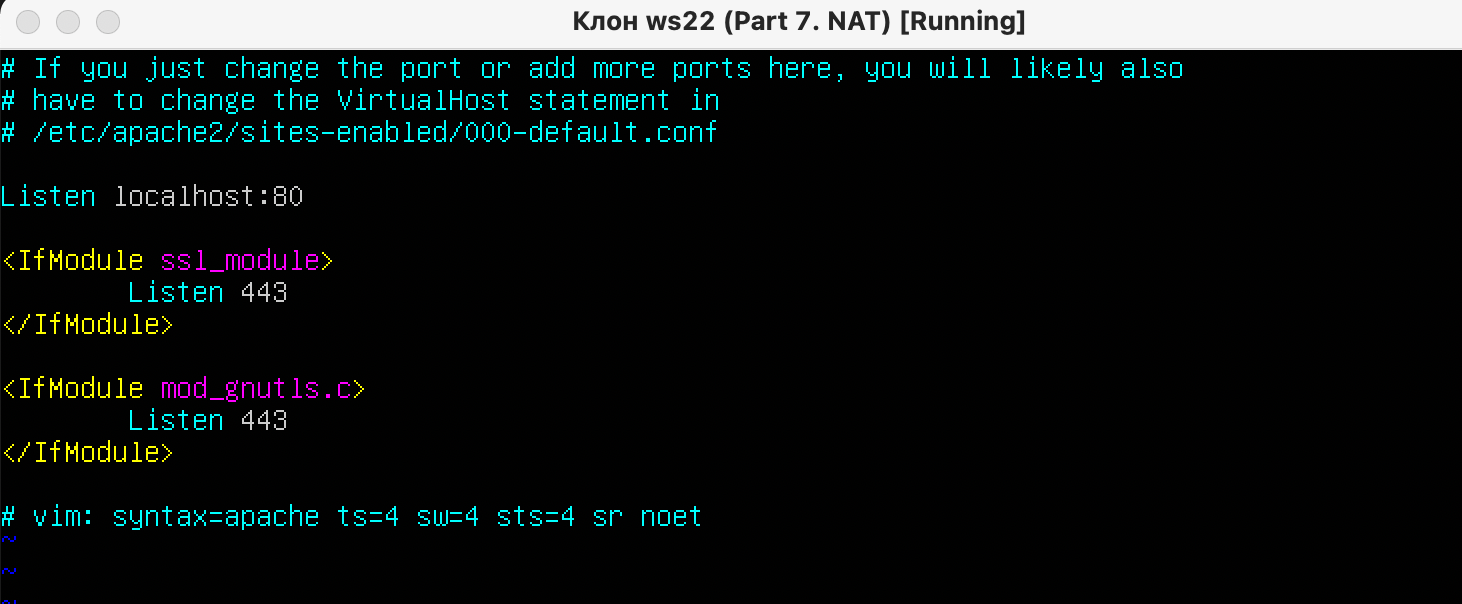 Клон ws22 (Part 7. NAT) [Running]
# If you just change the port or add more ports here, you will likely also
# have to change the VirtualHost statement in
# /etc/apache2/sites-enabled/000-default.conf
Listen localhost:80
<IfModule ssl_module>
Listen 443
</IfModule>
<IfModule mod_gnutls.c>
Listen 443
</IfModule>
# vim: syntax=apache ts=4 sw=4 sts=4 sr noet
~
~
~